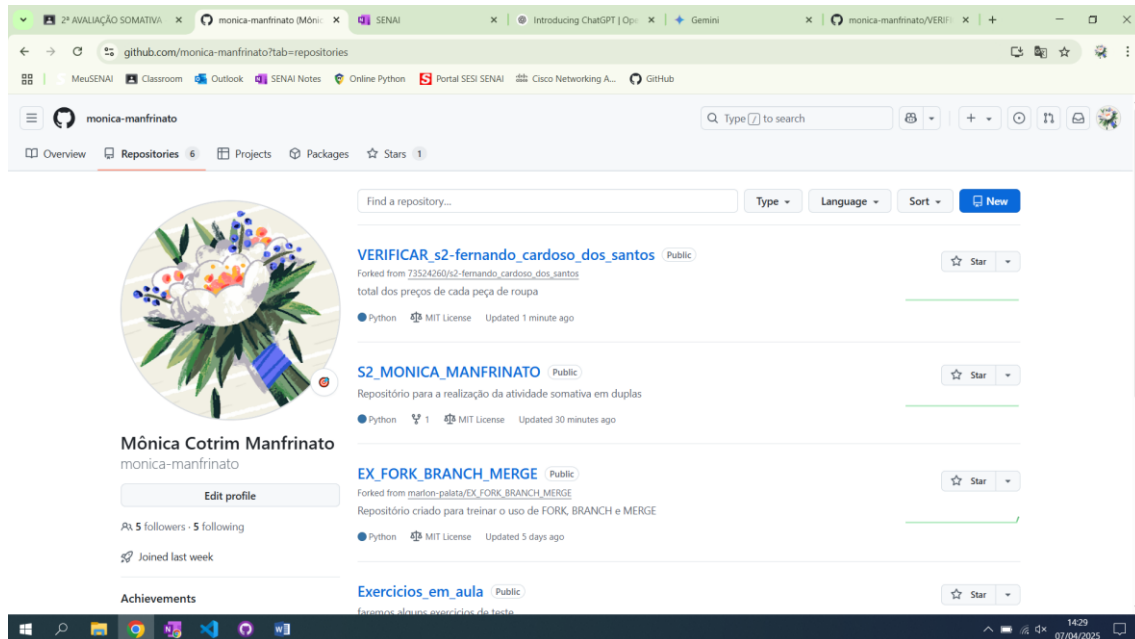 2ª AVALIAÇÃO SOMATIVA
monica-manfrinato (Mônic
SENAI
Introducing ChatGPT | Ope
Gemini
monica-manfrinato/VERIF
github.com/monica-manfrinato?tab=repositories
MeuSENAI Classroom Outlook SENAI Notes Online Python Portal SESI SENAI Cisco Networking A... GitHub
monica-manfrinato
Type / to search
Overview Repositories 6 Projects Packages Stars 1
Find a repository...
Type Language Sort New
VERIFICAR_s2-fernando_cardoso_dos_santos Public
Star
Forked from 73524260/s2-fernando_cardoso_dos_santos
total dos preços de cada peça de roupa
Python MIT License Updated 1 minute ago
S2_MONICA_MANFRINATO Public
Star
Repositório para a realização da atividade somativa em duplas
Python 1 MIT License Updated 30 minutes ago
EX_FORK_BRANCH_MERGE Public
Star
Forked from marlon-palata/EX_FORK_BRANCH_MERGE
Repositório criado para treinar o uso de FORK, BRANCH e MERGE
Python MIT License Updated 5 days ago
Exercicios_em_aula Public
Star
faremos alguns exercicios de teste
Mônica Cotrim Manfrinato
monica-manfrinato
Edit profile
5 followers · 5 following
Joined last week
Achievements
14:29
07/04/2025